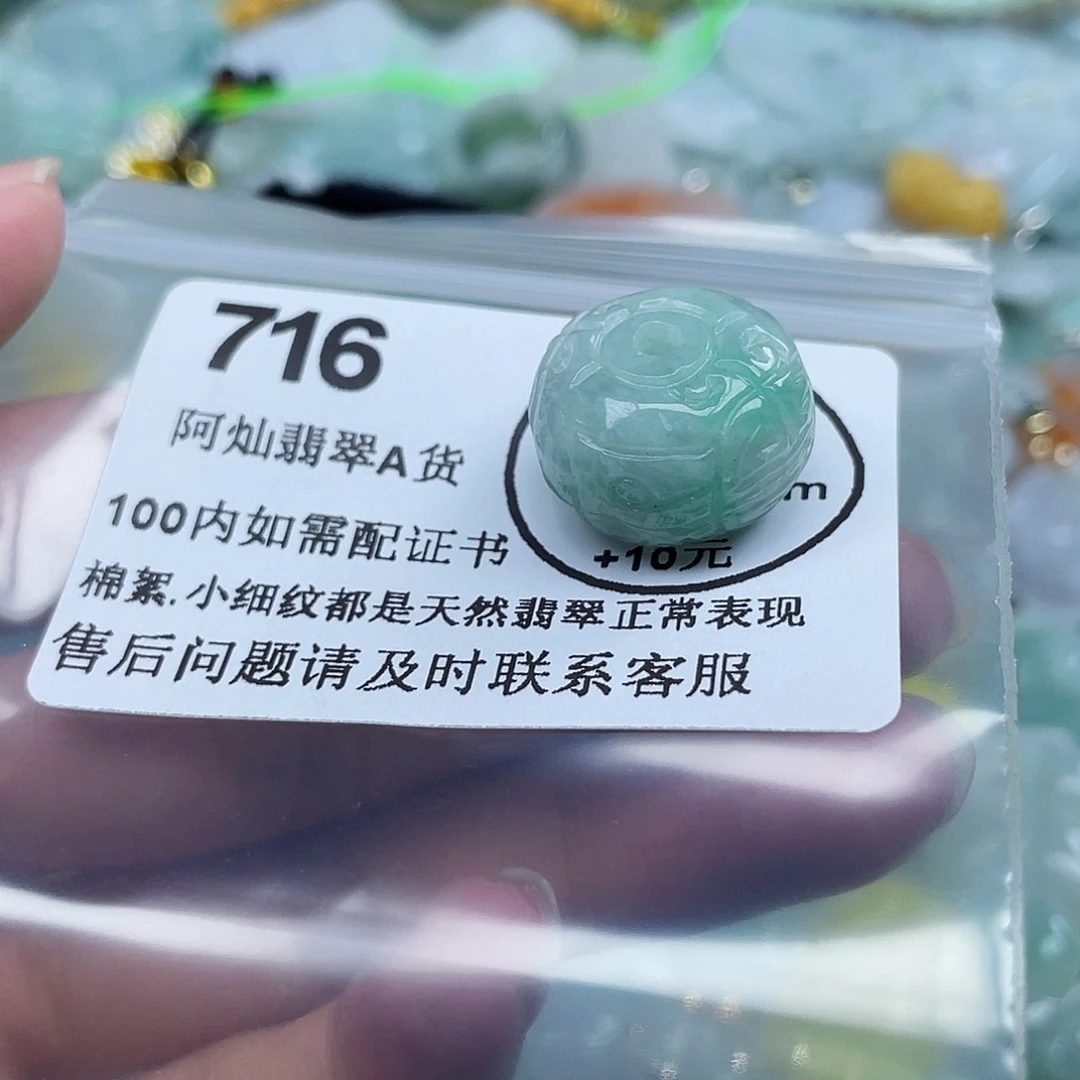 716
阿灿翡翠A货
m
100内如需配证书
+10元
棉絮.小细纹都是天然翡翠正常表现
售后问题请及时联系客服